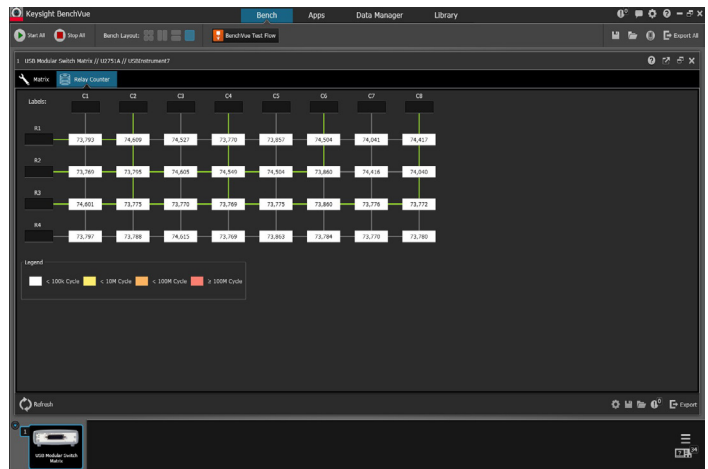 Keysight BenchVue Bench Apps Data Manager Library
Start All Stop All Bench Layout: BenchVue Test Flow Export All
1 USB Modular Switch Matrix // U2751A // USBInstrument7
Matrix Relay Counter
Labels: C1 C2 C3 C4 C5 C6 C7 C8
R1
73,793 74,609 74,527 73,770 73,857 74,504 74,041 74,417
R2
73,769 73,795 74,605 74,549 74,504 73,860 74,416 74,040
R3
74,601 73,775 73,770 73,769 73,775 73,860 73,776 73,772
R4
73,797 73,788 74,615 73,769 73,863 73,784 73,770 73,780
Legend
< 100k Cycle < 10M Cycle < 100M Cycle ≥ 100M Cycle
Refresh Export
1
USB Modular Switch
Matrix